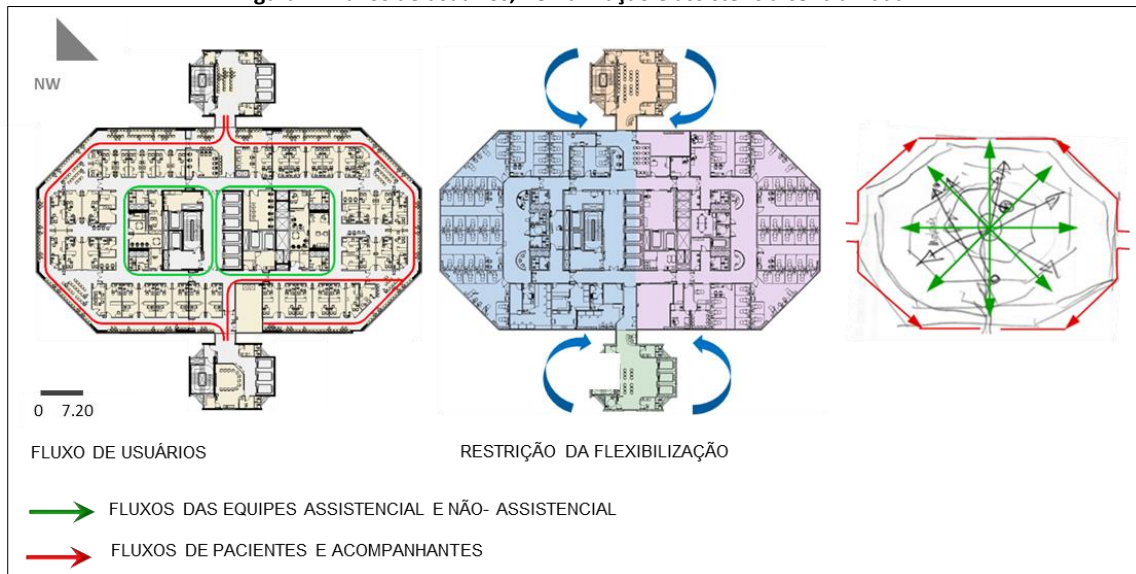 NW
0 7.20
FLUXO DE USUÁRIOS
RESTRIÇÃO DA FLEXIBILIZAÇÃO
FLUXOS DAS EQUIPES ASSISTENCIAL E NÃO- ASSISTENCIAL
FLUXOS DE PACIENTES E ACOMPANHANTES